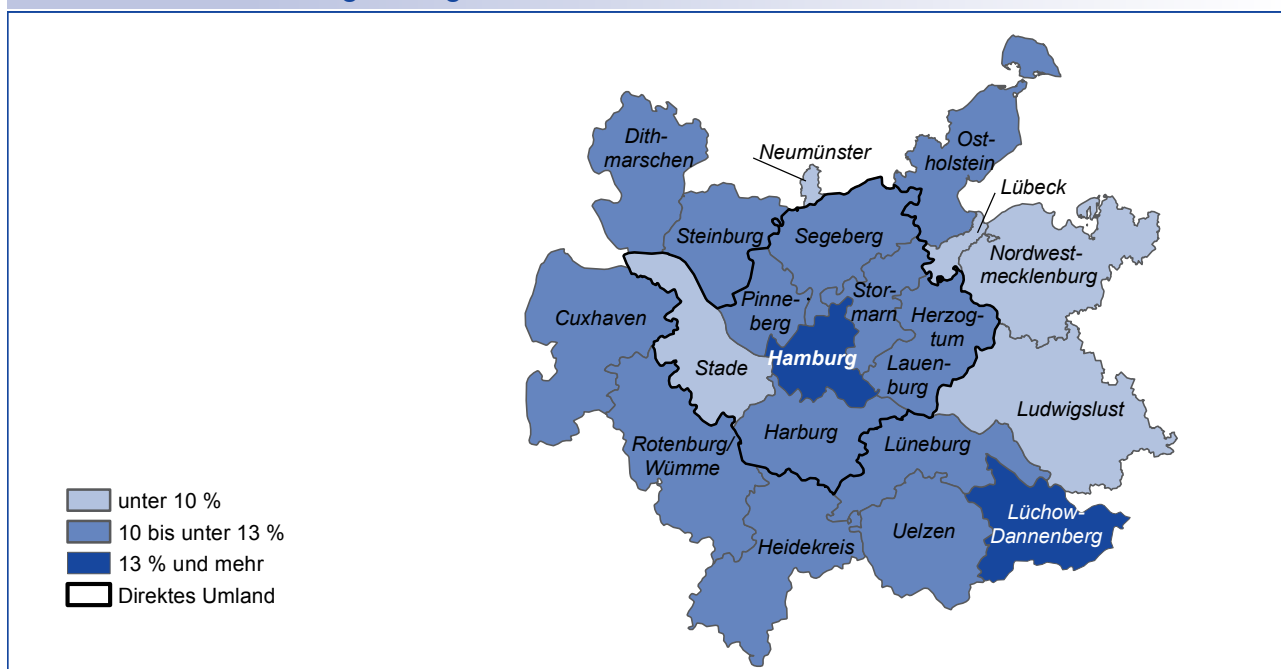 Dith-
marschen
Neumünster
Ost-
holstein
Lübeck
Steinburg
Segeberg
Nordwest-
mecklenburg
Cuxhaven
Pinne-
berg
Stor-
marn
Herzog-
tum
Lauen-
burg
Hamburg
Stade
Ludwigslust
Harburg
Lüneburg
Rotenburg/
Wümme
Lüchow-
Dannenberg
Uelzen
Heidekreis
unter 10 %
10 bis unter 13 %
13 % und mehr
Direktes Umland